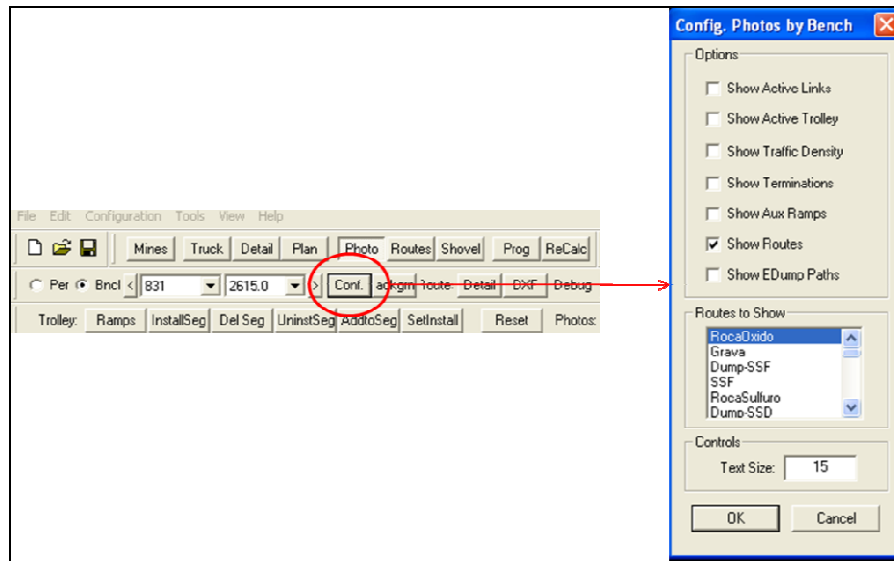 Config. Photos by Bench
Options
Show Active Links
Show Active Trolley
Show Traffic Density
Show Terminations
Show Aux Ramps
Show Routes
Show EDump Paths
Routes to Show
RocaOxido
Grava
Dump-SSF
SSF
RocaSulfuro
Dump-SSD
Controls
Text Size: 15
OK Cancel
File Edit Configuration Tools View Help
Mines Truck Detail Plan Photo Routes Shovel Prog ReCalc
Per Bncl < 831 2615.0 > Conf. ackgrn Route: Detail DXF Debug
Trolley: Ramps InstallSeg Del Seg UninstSeg AddtoSeg SetInstall Reset Photos: